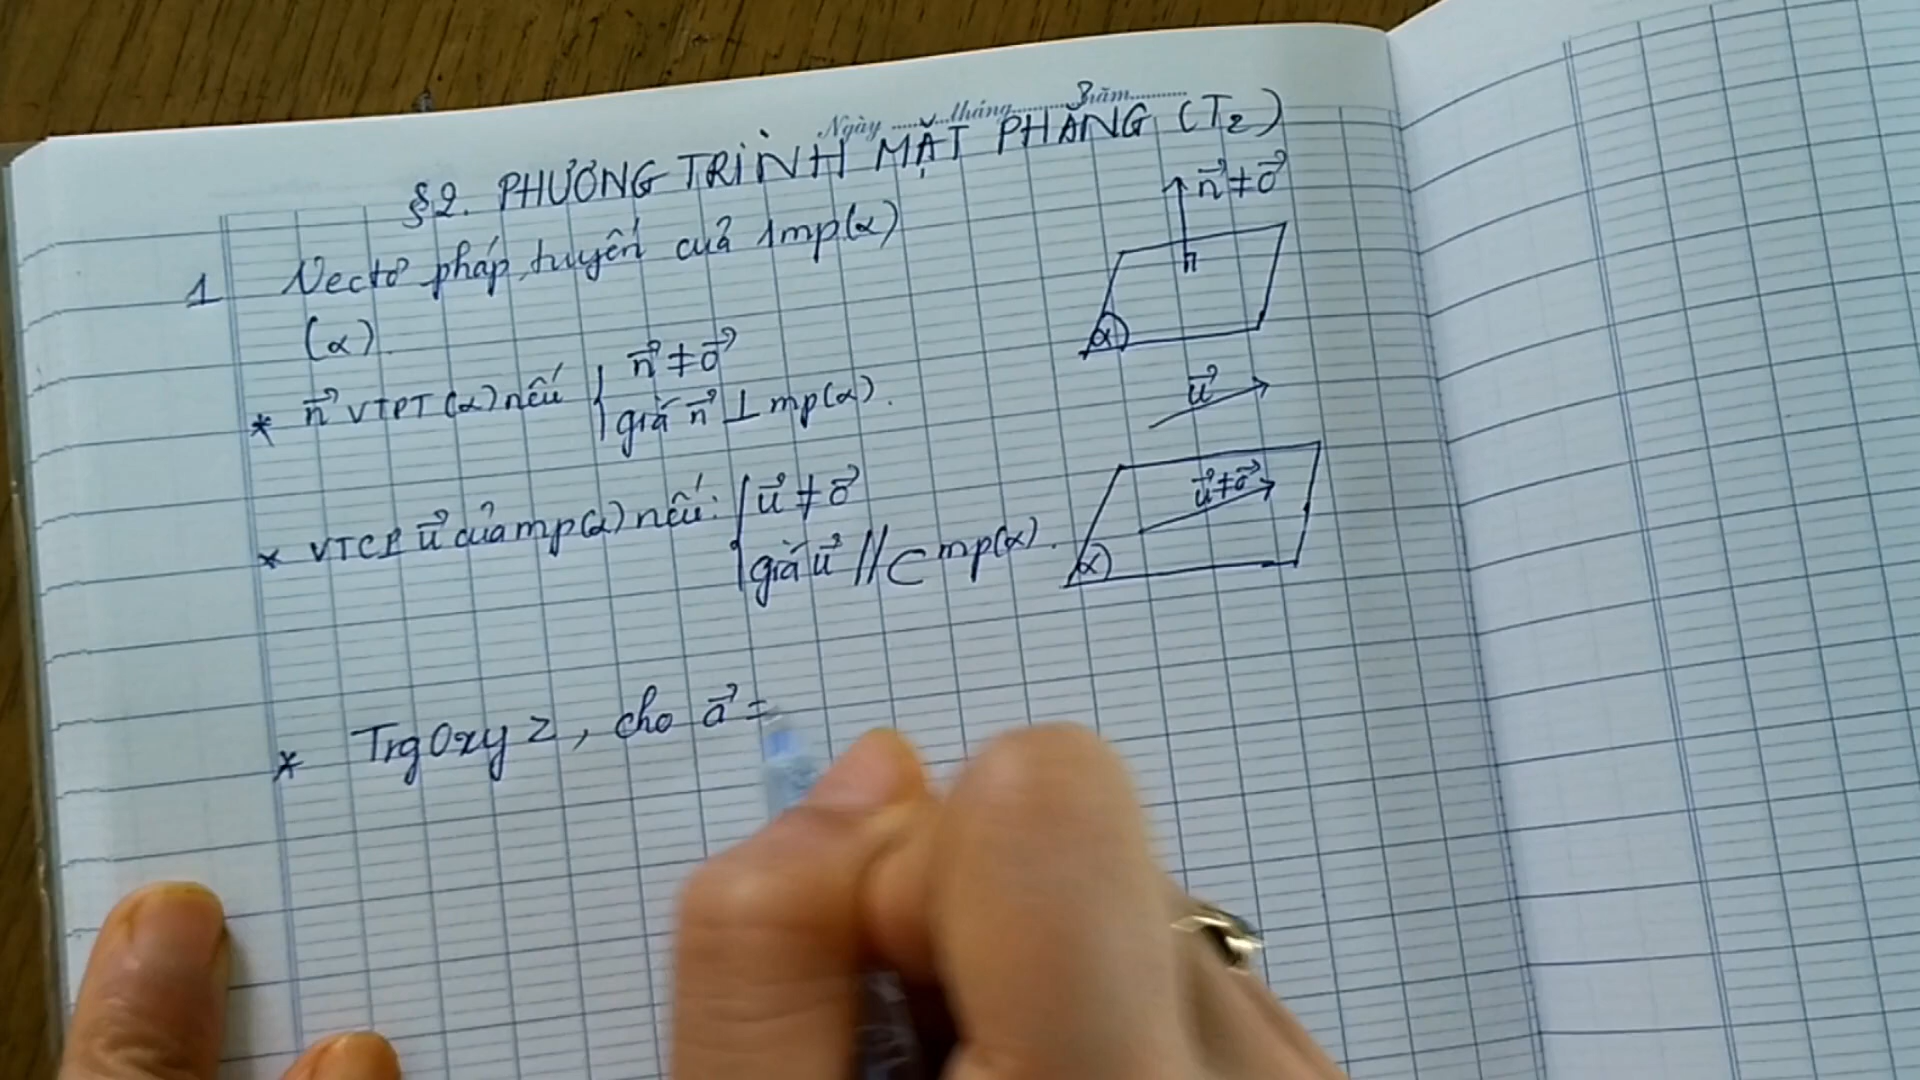 Ngày ........ tháng ........ năm ........
§2. PHƯƠNG TRÌNH MẶT PHẲNG (T2)
1 Vectơ pháp tuyến cuả 1mp(α)
(α)
* n⃗ VTPT (α) nếu { n⃗ ≠ 0⃗
giá n⃗ ⊥ mp(α).
* VTCP u⃗ của mp(α) nếu: { u⃗ ≠ 0⃗
giá u⃗ // ⊂ mp(α).
* Trg Oxyz, cho a⃗ =
n⃗ ≠ 0⃗
α
u⃗
u⃗ ≠ 0⃗
α